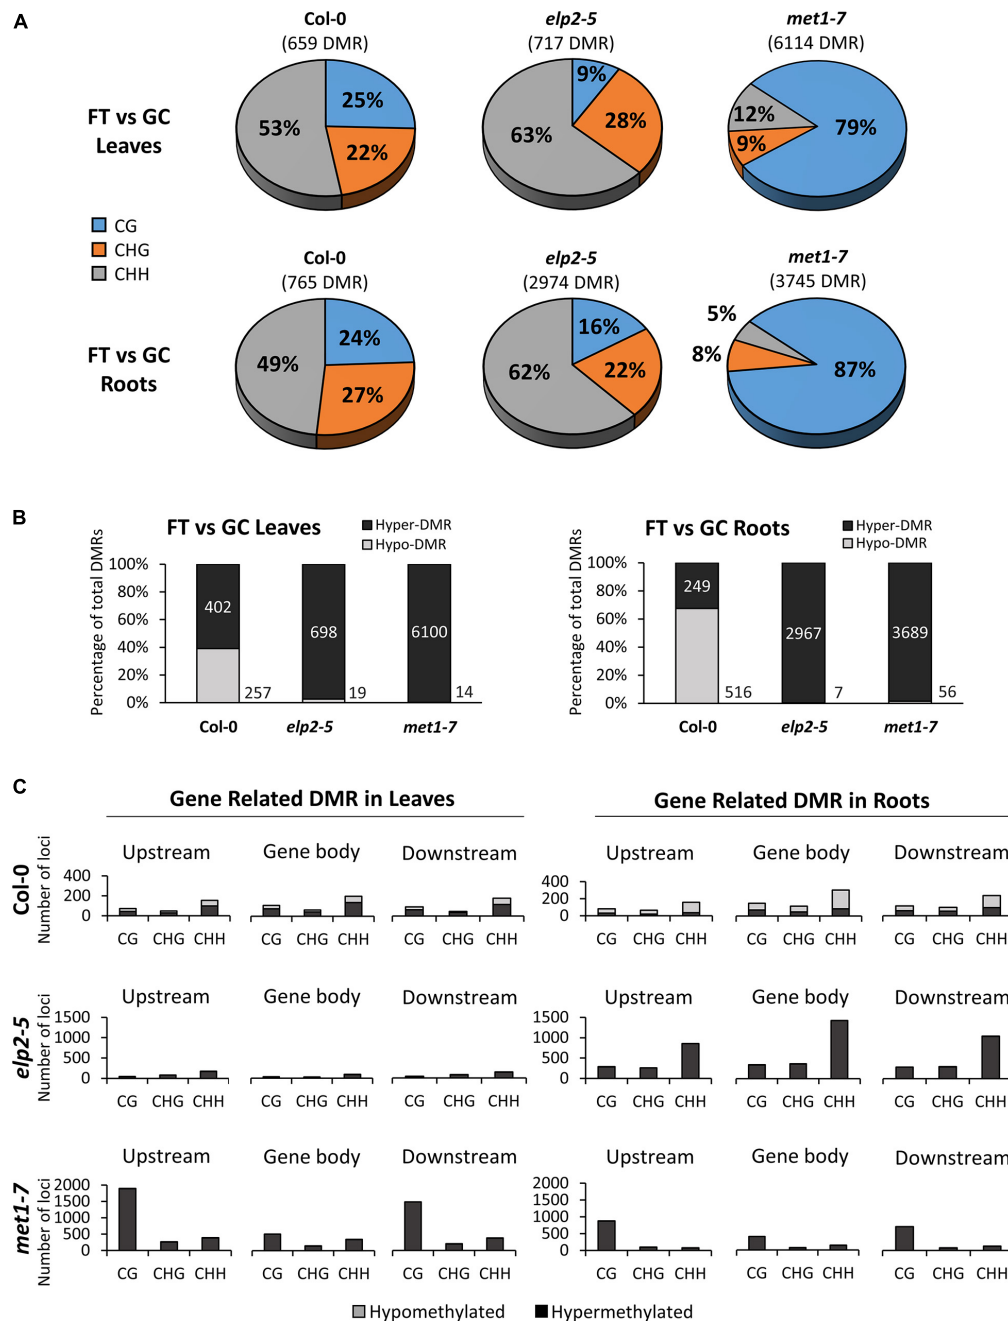 A
Col-0
(659 DMR)
elp2-5
(717 DMR)
met1-7
(6114 DMR)
FT vs GC
Leaves
25%
53%
22%
9%
28%
63%
12%
9%
79%
CG
CHG
CHH
Col-0
(765 DMR)
elp2-5
(2974 DMR)
met1-7
(3745 DMR)
FT vs GC
Roots
24%
49%
27%
16%
62%
22%
5%
8%
87%
B
FT vs GC Leaves
Hyper-DMR
Hypo-DMR
Percentage of total DMRs
100%
80%
60%
40%
20%
0%
402
257
698
19
6100
14
Col-0
elp2-5
met1-7
FT vs GC Roots
Hyper-DMR
Hypo-DMR
Percentage of total DMRs
100%
80%
60%
40%
20%
0%
249
516
2967
7
3689
56
Col-0
elp2-5
met1-7
C
Gene Related DMR in Leaves
Gene Related DMR in Roots
Col-0
Number of loci
Upstream
Gene body
Downstream
Upstream
Gene body
Downstream
400
200
0
400
200
0
CG CHG CHH
CG CHG CHH
CG CHG CHH
CG CHG CHH
CG CHG CHH
CG CHG CHH
elp2-5
Number of loci
Upstream
Gene body
Downstream
Upstream
Gene body
Downstream
1500
1000
500
0
1500
1000
500
0
CG CHG CHH
CG CHG CHH
CG CHG CHH
CG CHG CHH
CG CHG CHH
CG CHG CHH
met1-7
Number of loci
Upstream
Gene body
Downstream
Upstream
Gene body
Downstream
2000
1500
1000
500
0
2000
1500
1000
500
0
CG CHG CHH
CG CHG CHH
CG CHG CHH
CG CHG CHH
CG CHG CHH
CG CHG CHH
Hypomethylated
Hypermethylated